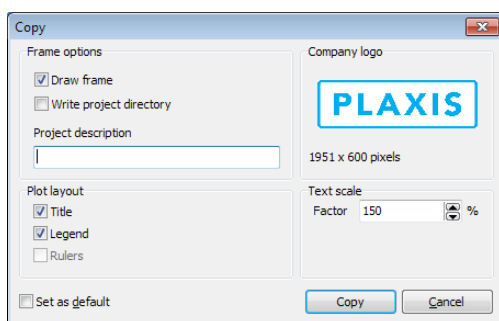 Copy
Frame options
Draw frame
Write project directory
Project description
Company logo
PLAXIS
1951 x 600 pixels
Plot layout
Title
Legend
Rulers
Text scale
Factor 150 %
Set as default
Copy
Cancel